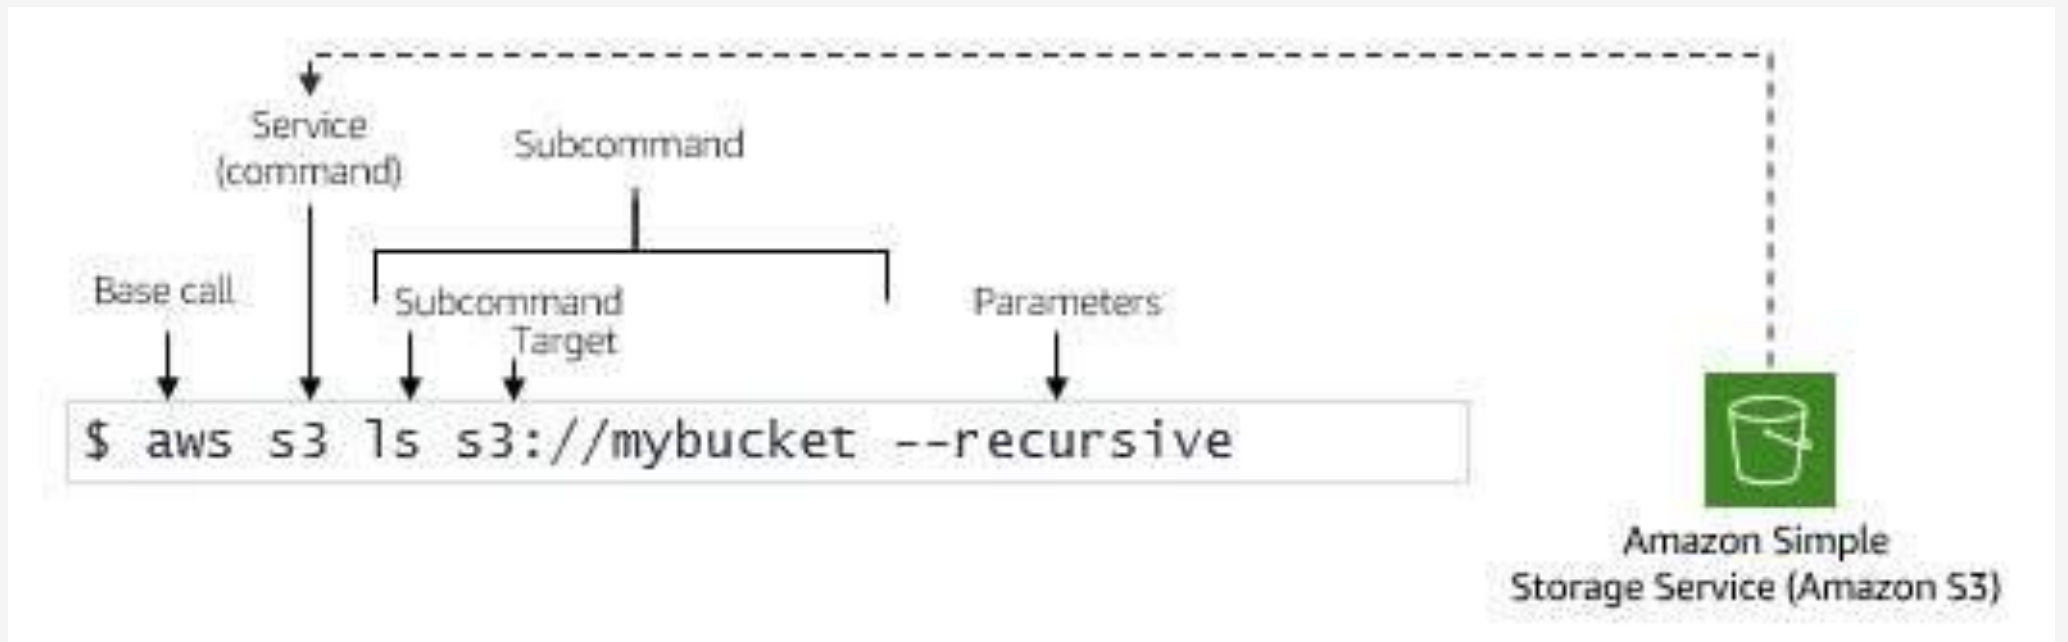 Service
(command)
Subcommand
Base call
Subcommand
Target
Parameters
$ aws s3 ls s3://mybucket --recursive
Amazon Simple
Storage Service (Amazon S3)